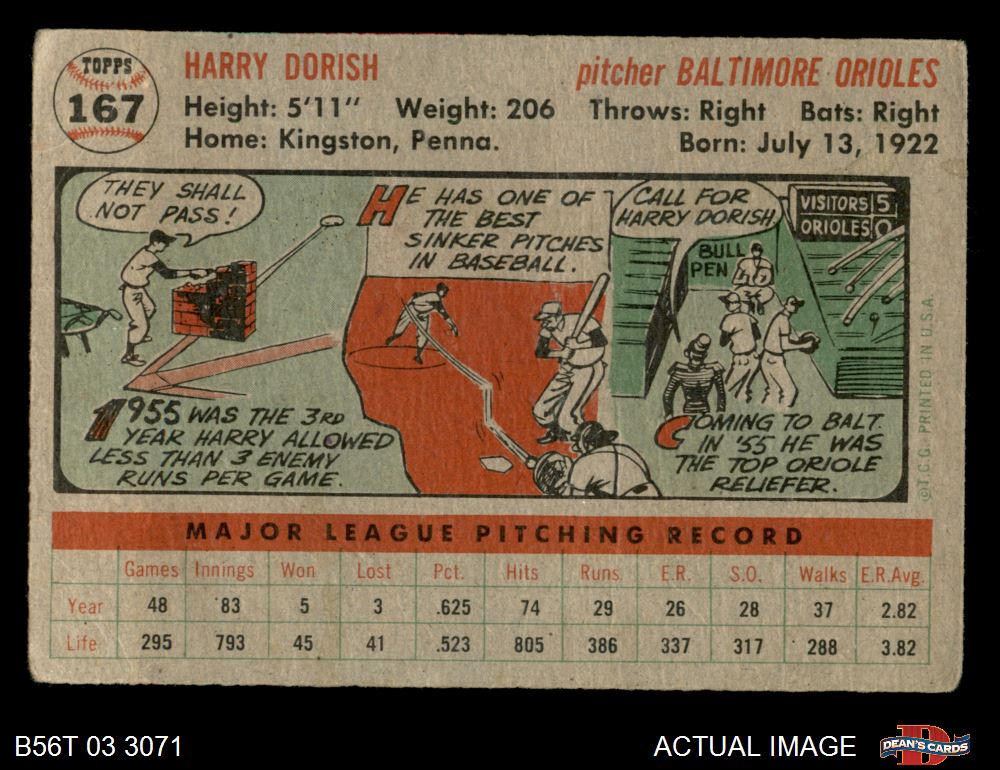 TOPPS
167
HARRY DORISH
pitcher BALTIMORE ORIOLES
Height: 5'11" Weight: 206 Throws: Right Bats: Right
Home: Kingston, Penna. Born: July 13, 1922
THEY SHALL
NOT PASS!
1955 WAS THE 3RD
YEAR HARRY ALLOWED
LESS THAN 3 ENEMY
RUNS PER GAME.
HE HAS ONE OF
THE BEST
SINKER PITCHES
IN BASEBALL.
CALL FOR
HARRY DORISH
VISITORS 5
ORIOLES 0
BULL
PEN
COMING TO BALT.
IN '55 HE WAS
THE TOP ORIOLE
RELIEFER.
©T.C.G. PRINTED IN U.S.A.
MAJOR LEAGUE PITCHING RECORD
Games Innings Won Lost Pct. Hits Runs E.R. S.O. Walks E.R.Avg.
Year 48 83 5 3 .625 74 29 26 28 37 2.82
Life 295 793 45 41 .523 805 386 337 317 288 3.82
B56T 03 3071
ACTUAL IMAGE
D
DEAN'S CARDS